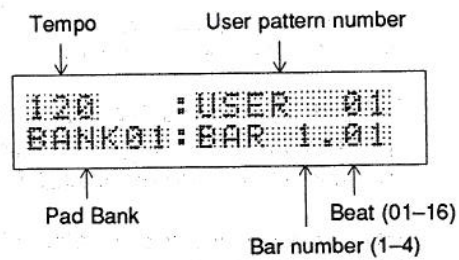 Tempo User pattern number
120 :USER 01
BANK01:BAR 1.01
Pad Bank Beat (01–16)
Bar number (1–4)